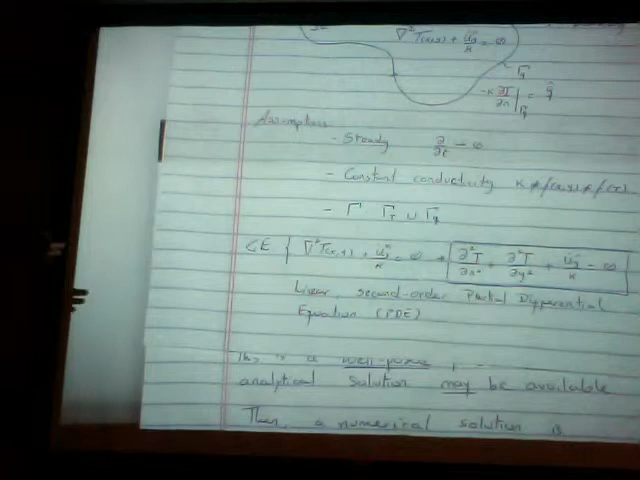 ∇²T(x,y) + u̇g'''/κ = 0
Γq
-κ ∂T/∂n |Γq = q̂
Assumptions
- Steady ∂/∂t = 0
- Constant conductivity κ ≠ f(x,y) ≠ f(T)
- Γ ΓT ∪ Γq
GE { ∇²T(x,y) + u̇g'''/κ = 0 → ∂²T/∂x² + ∂²T/∂y² + u̇g'''/κ = 0
Linear, second-order Partial Differential
Equation (PDE)
This is a well-posed
analytical solution may be available
Then, a numerical solution is